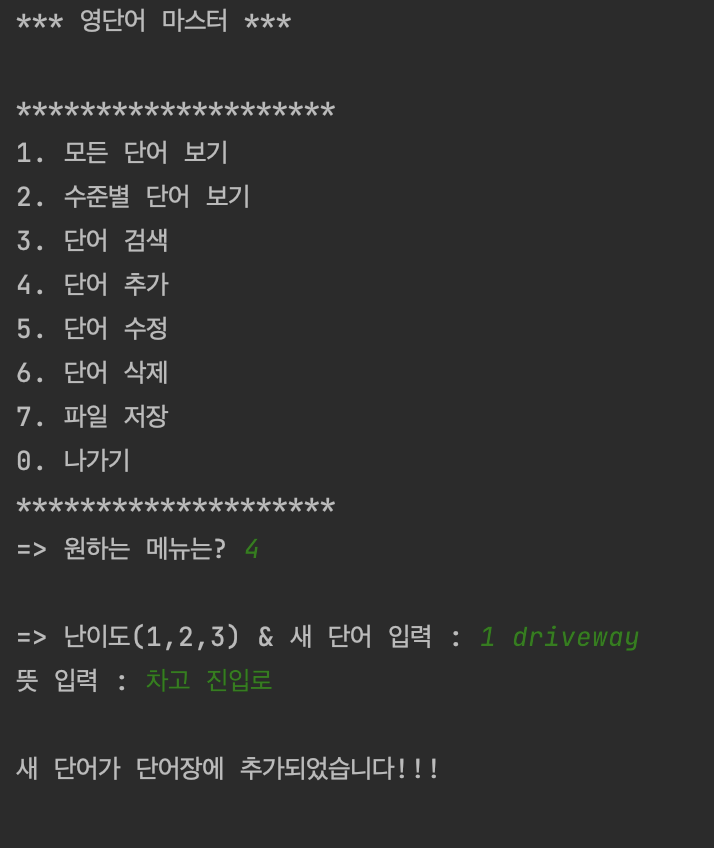 *** 영단어 마스터 ***
********************
1. 모든 단어 보기
2. 수준별 단어 보기
3. 단어 검색
4. 단어 추가
5. 단어 수정
6. 단어 삭제
7. 파일 저장
0. 나가기
********************
=> 원하는 메뉴는? 4
=> 난이도(1,2,3) & 새 단어 입력 : 1 driveway
뜻 입력 : 차고 진입로
새 단어가 단어장에 추가되었습니다!!!